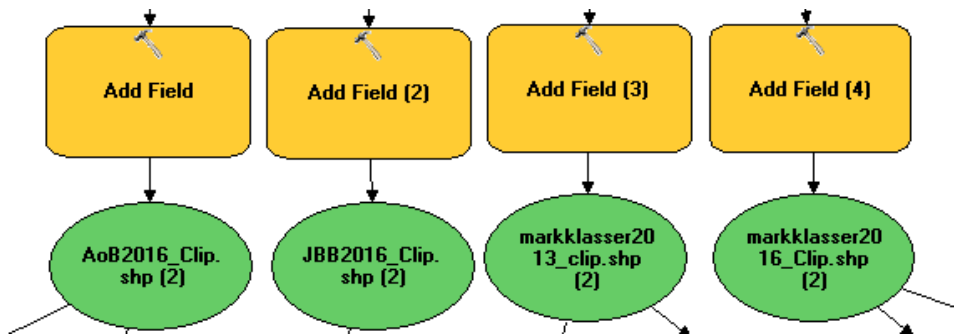 Add Field
Add Field (2)
Add Field (3)
Add Field (4)
AoB2016_Clip.
shp (2)
JBB2016_Clip.
shp (2)
markklasser20
13_clip.shp
(2)
markklasser20
16_Clip.shp
(2)